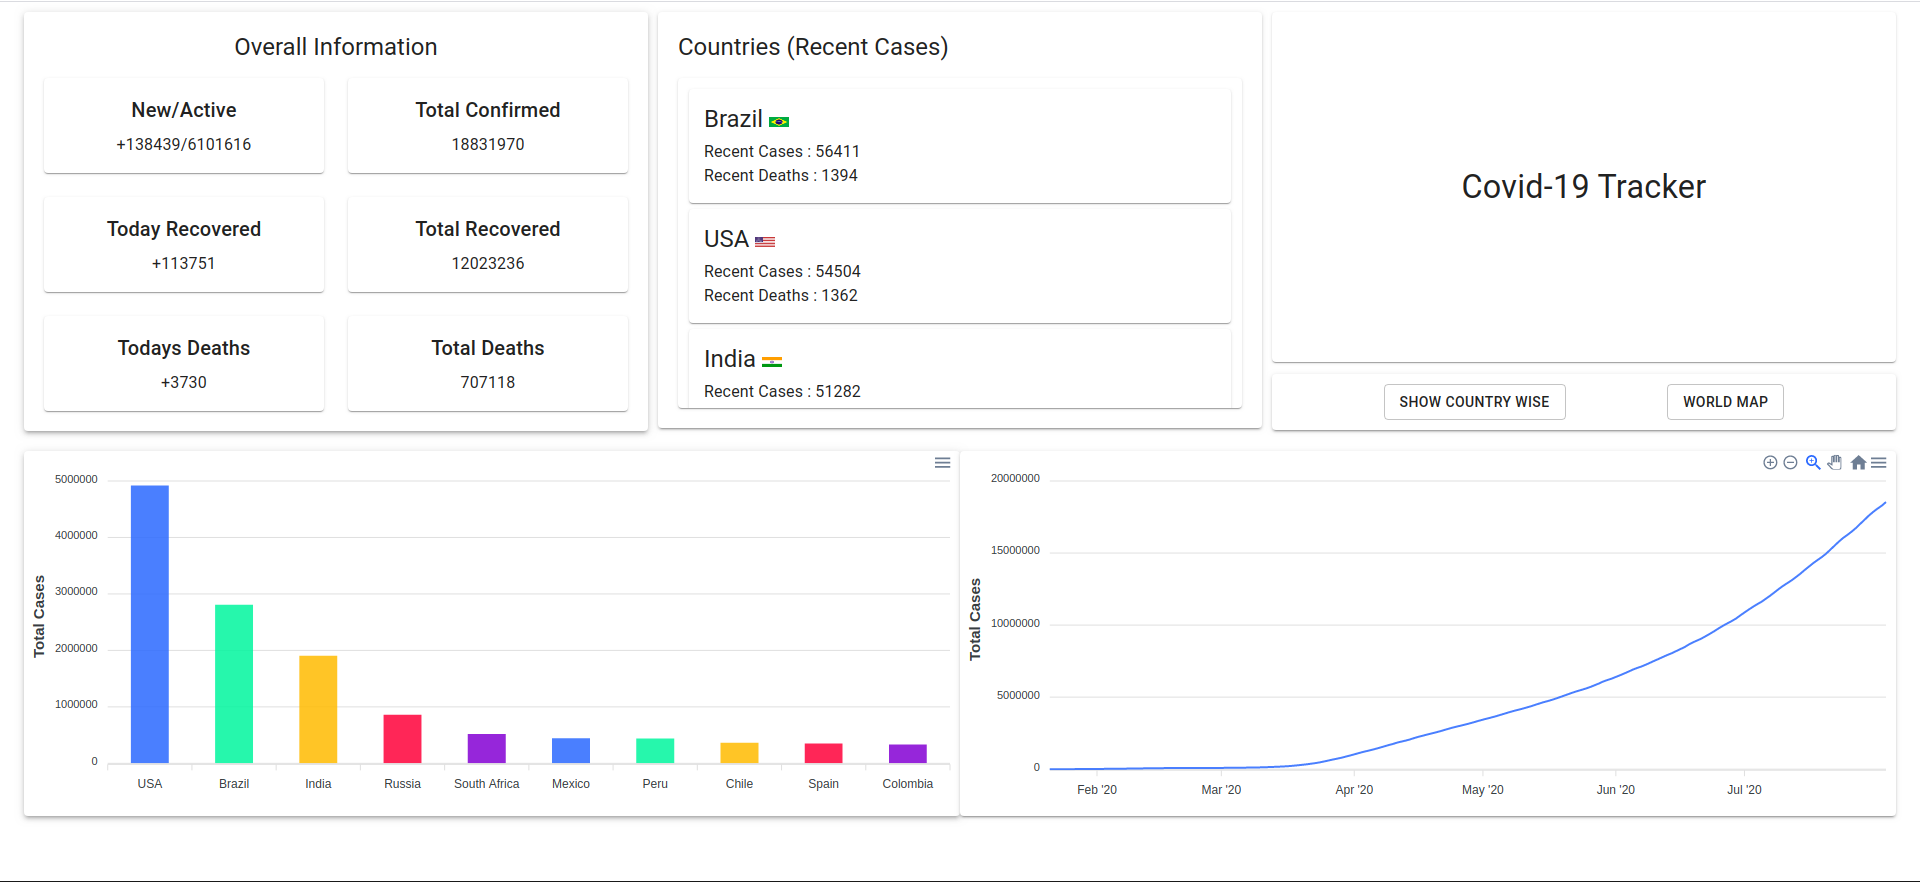 Overall Information
New/Active
+138439/6101616
Total Confirmed
18831970
Today Recovered
+113751
Total Recovered
12023236
Todays Deaths
+3730
Total Deaths
707118
Countries (Recent Cases)
Brazil
Recent Cases : 56411
Recent Deaths : 1394
USA
Recent Cases : 54504
Recent Deaths : 1362
India
Recent Cases : 51282
Covid-19 Tracker
SHOW COUNTRY WISE
WORLD MAP
Total Cases
5000000
4000000
3000000
2000000
1000000
0
USA Brazil India Russia South Africa Mexico Peru Chile Spain Colombia
Total Cases
20000000
15000000
10000000
5000000
0
Feb '20 Mar '20 Apr '20 May '20 Jun '20 Jul '20